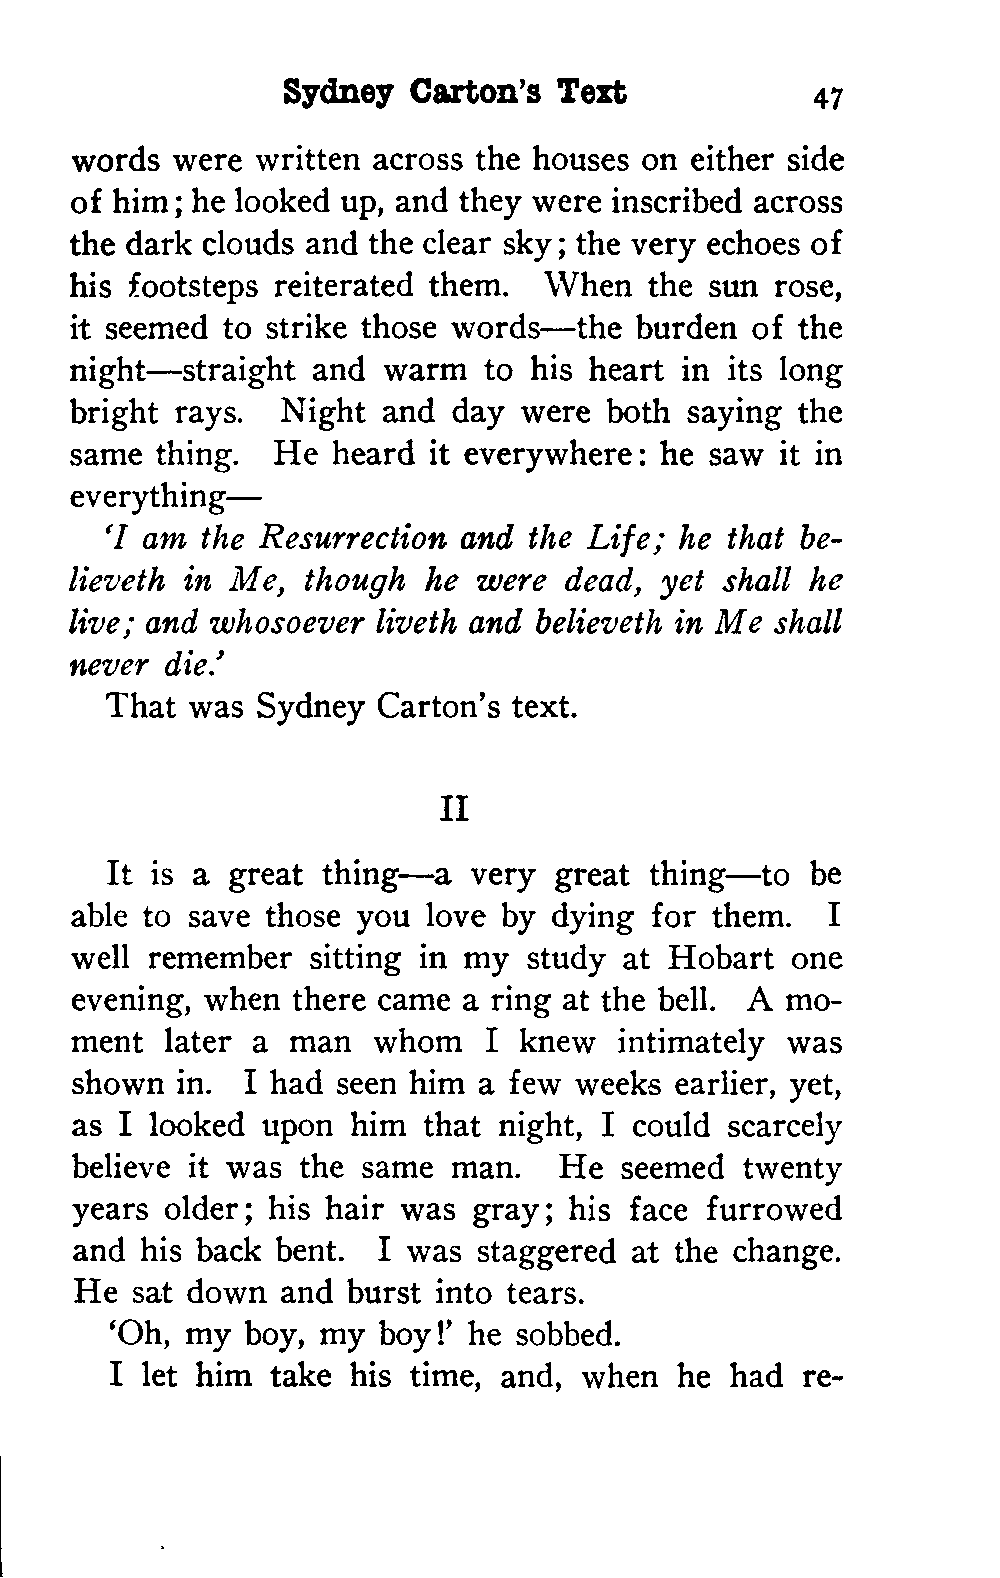 Sydney Carton's Text 47
words were written across the houses on either side
of him; he looked up, and they were inscribed across
the dark clouds and the clear sky; the very echoes of
his footsteps reiterated them. When the sun rose,
it seemed to strike those words—the burden of the
night—straight and warm to his heart in its long
bright rays. Night and day were both saying the
same thing. He heard it everywhere: he saw it in
everything—
'I am the Resurrection and the Life; he that be-
lieveth in Me, though he were dead, yet shall he
live; and whosoever liveth and believeth in Me shall
never die.'
That was Sydney Carton's text.
II
It is a great thing—a very great thing—to be
able to save those you love by dying for them. I
well remember sitting in my study at Hobart one
evening, when there came a ring at the bell. A mo-
ment later a man whom I knew intimately was
shown in. I had seen him a few weeks earlier, yet,
as I looked upon him that night, I could scarcely
believe it was the same man. He seemed twenty
years older; his hair was gray; his face furrowed
and his back bent. I was staggered at the change.
He sat down and burst into tears.
'Oh, my boy, my boy!' he sobbed.
I let him take his time, and, when he had re-